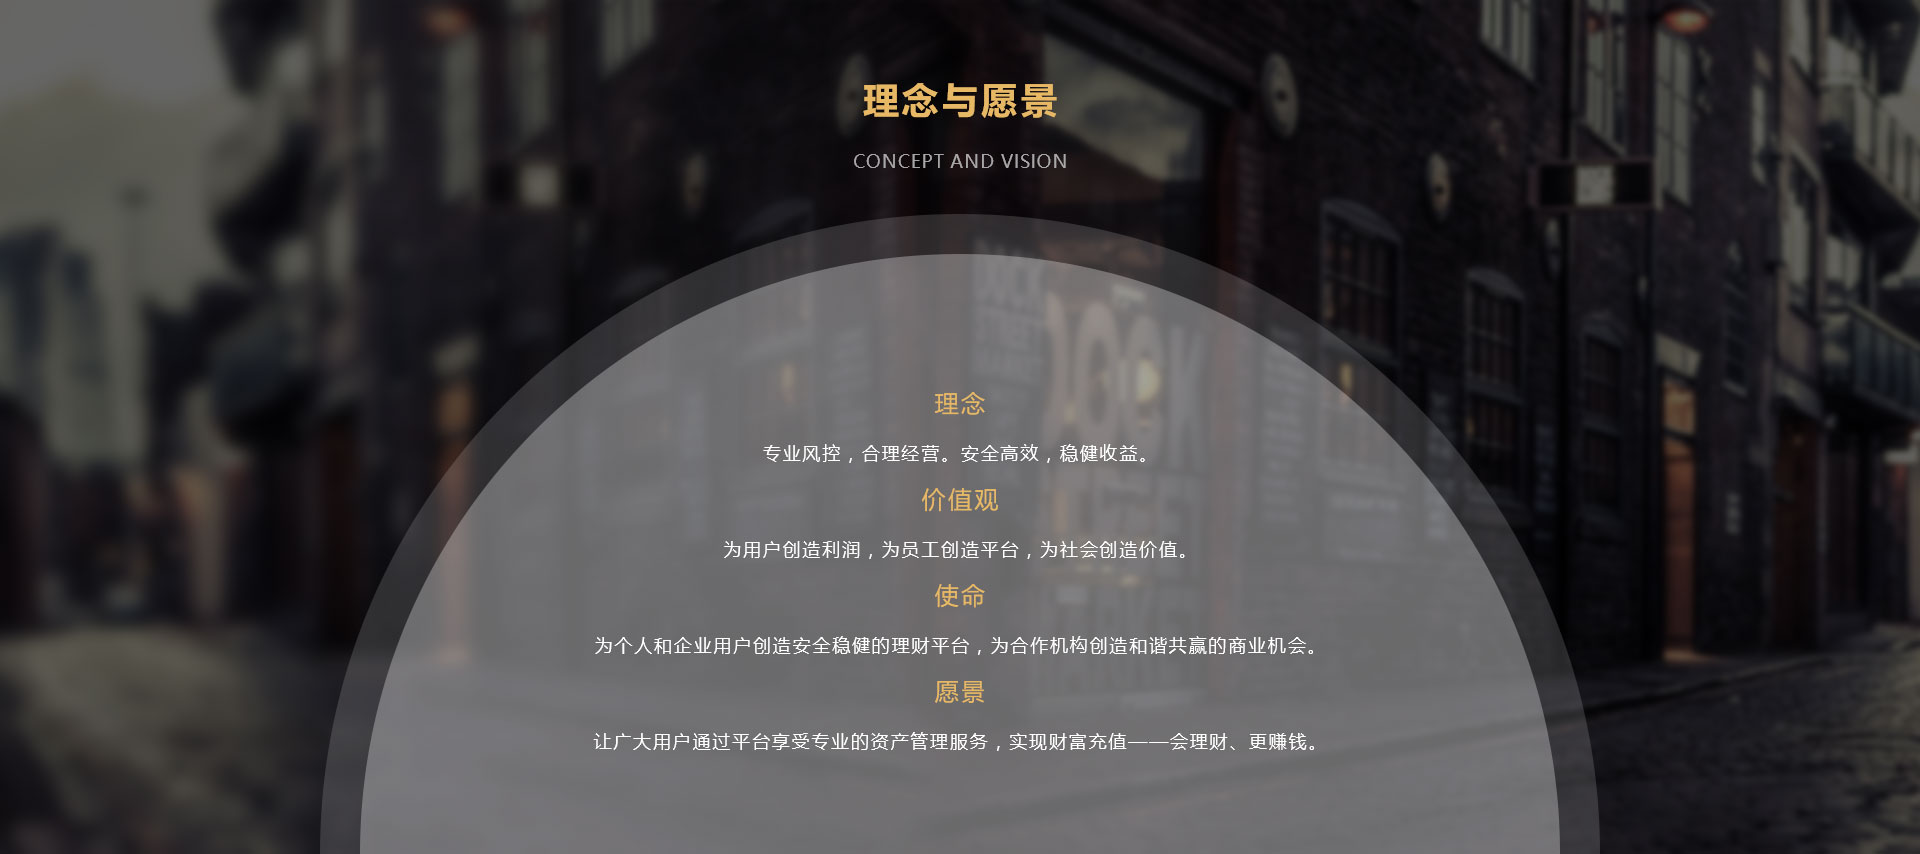 理念与愿景
CONCEPT AND VISION
理念
专业风控，合理经营。安全高效，稳健收益。
价值观
为用户创造利润，为员工创造平台，为社会创造价值。
使命
为个人和企业用户创造安全稳健的理财平台，为合作机构创造和谐共赢的商业机会。
愿景
让广大用户通过平台享受专业的资产管理服务，实现财富充值——会理财、更赚钱。